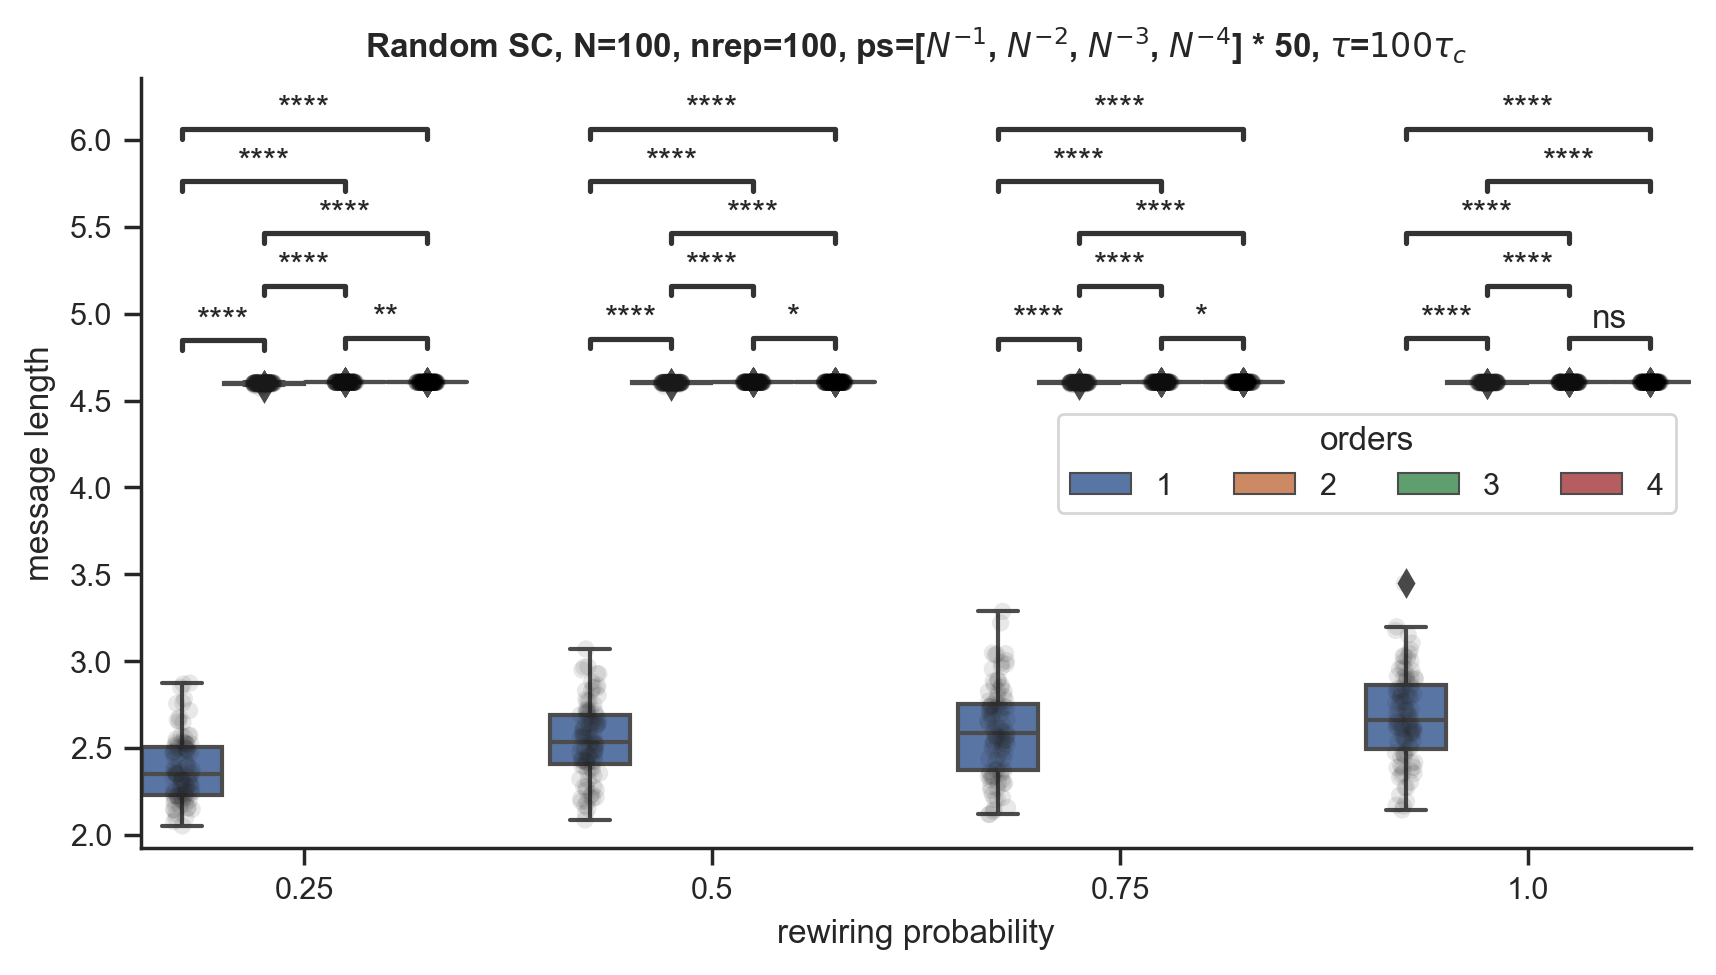 Random SC, N=100, nrep=100, ps=[N⁻¹, N⁻², N⁻³, N⁻⁴] * 50, τ=100τ_c
**** **** **** ****
6.0
**** **** **** ****
5.5
**** **** **** ****
**** **** **** ****
5.0
**** ** **** * **** * **** ns
4.5
orders
1 2 3 4
4.0
3.5
3.0
2.5
2.0
message length
0.25 0.5 0.75 1.0
rewiring probability